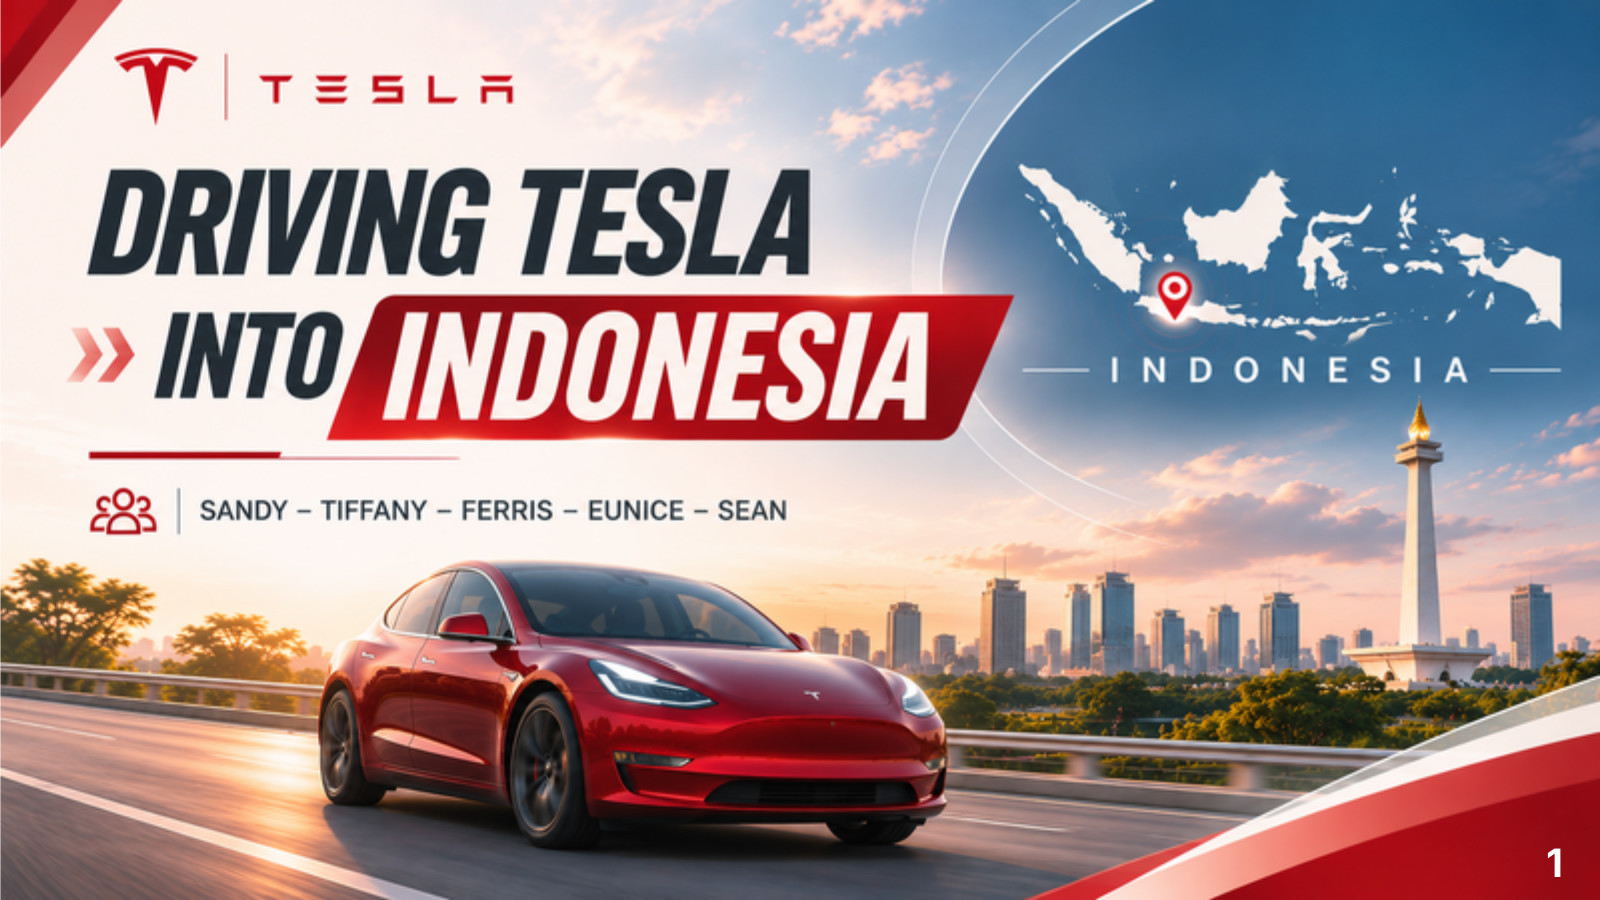 TESLA
DRIVING TESLA
INTO INDONESIA
INDONESIA
SANDY – TIFFANY – FERRIS – EUNICE – SEAN
1